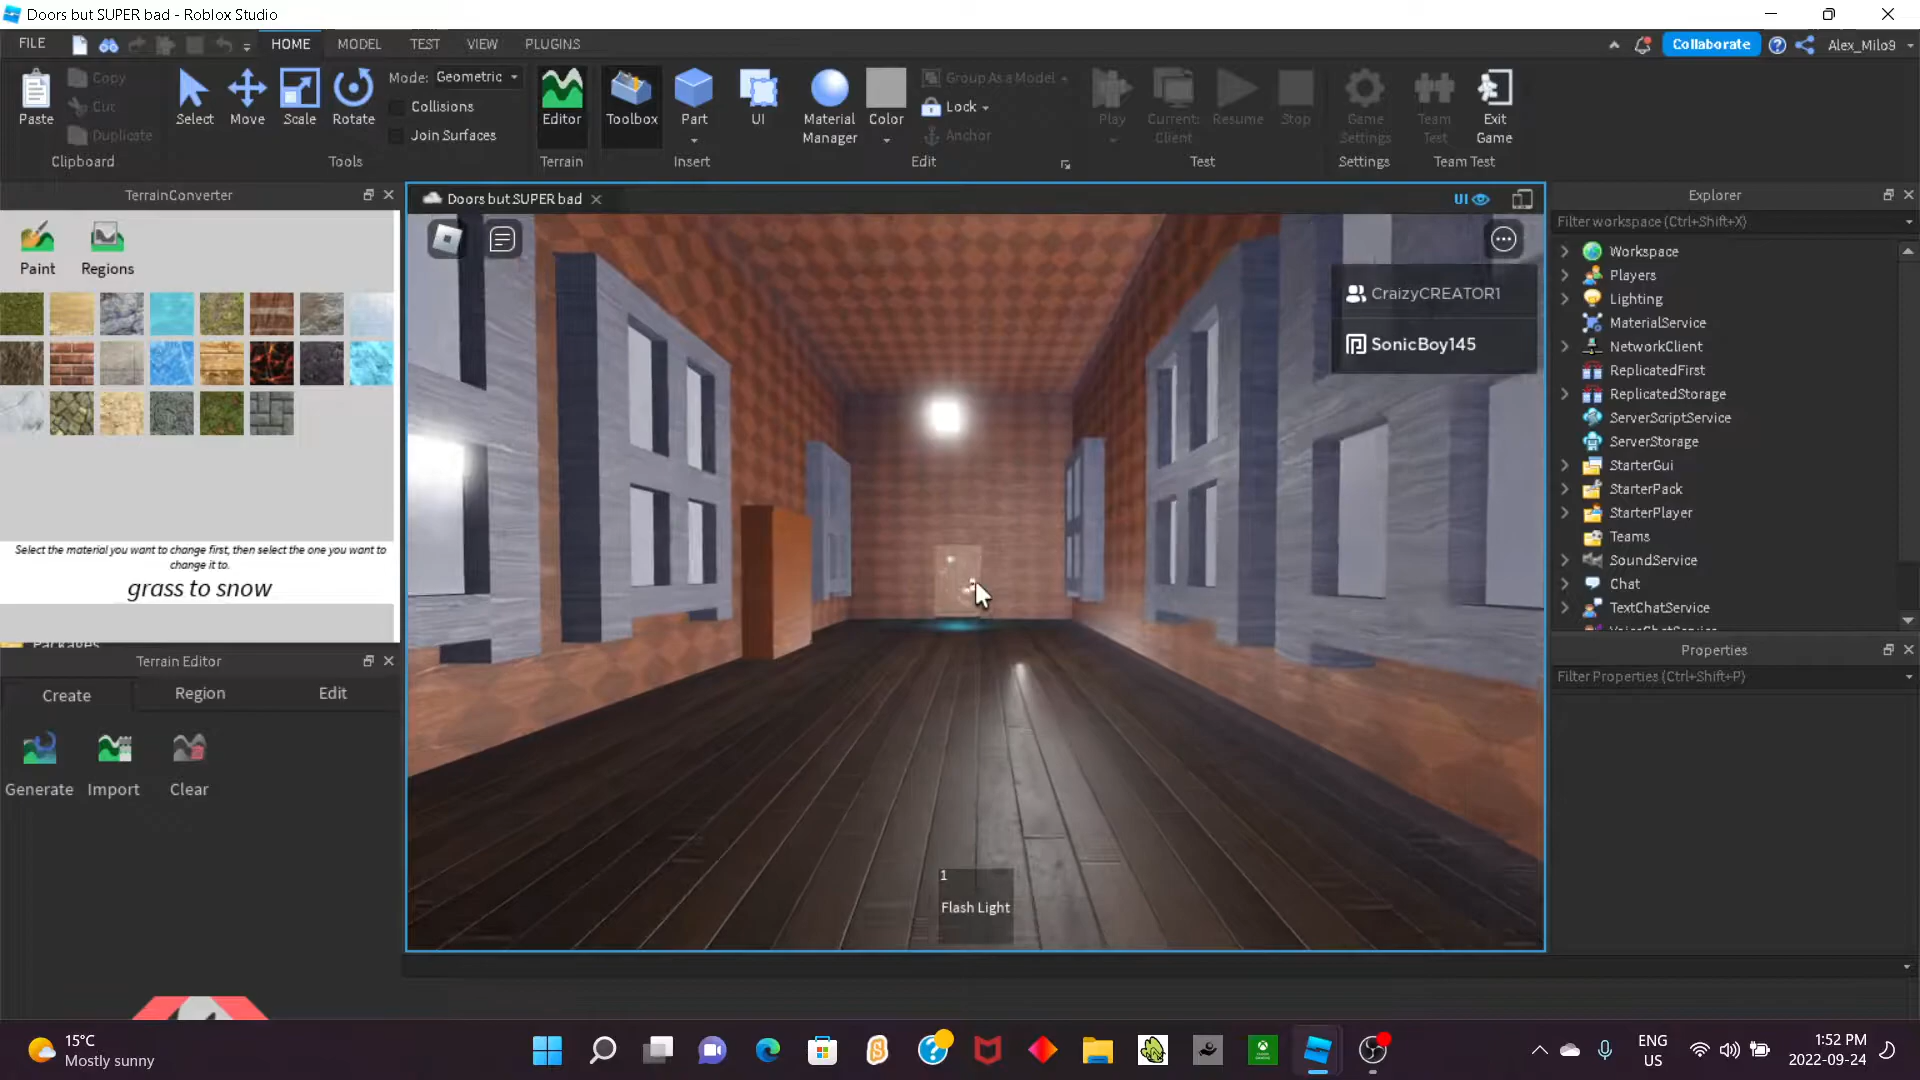 Doors but SUPER bad - Roblox Studio
FILE
HOME
MODEL
TEST
VIEW
PLUGINS
Collaborate
Alex_Milo9
Paste
Copy
Cut
Duplicate
Clipboard
Select
Move
Scale
Rotate
Mode: Geometric
Collisions
Join Surfaces
Tools
Editor
Terrain
Toolbox
Part
UI
Insert
Material Manager
Color
Group As a Model
Lock
Anchor
Edit
Play
Current:
Client
Resume
Stop
Test
Game
Settings
Settings
Team
Test
Exit
Game
Team Test
TerrainConverter
Paint
Regions
Select the material you want to change first, then select the one you want to
change it to.
grass to snow
Packages
Terrain Editor
Create
Region
Edit
Generate
Import
Clear
Doors but SUPER bad
UI
CraizyCREATOR1
SonicBoy145
1
Flash Light
Explorer
Filter workspace (Ctrl+Shift+X)
Workspace
Players
Lighting
MaterialService
NetworkClient
ReplicatedFirst
ReplicatedStorage
ServerScriptService
ServerStorage
StarterGui
StarterPack
StarterPlayer
Teams
SoundService
Chat
TextChatService
VoiceChatService
Properties
Filter Properties (Ctrl+Shift+P)
15°C
Mostly sunny
ENG
US
1:52 PM
2022-09-24